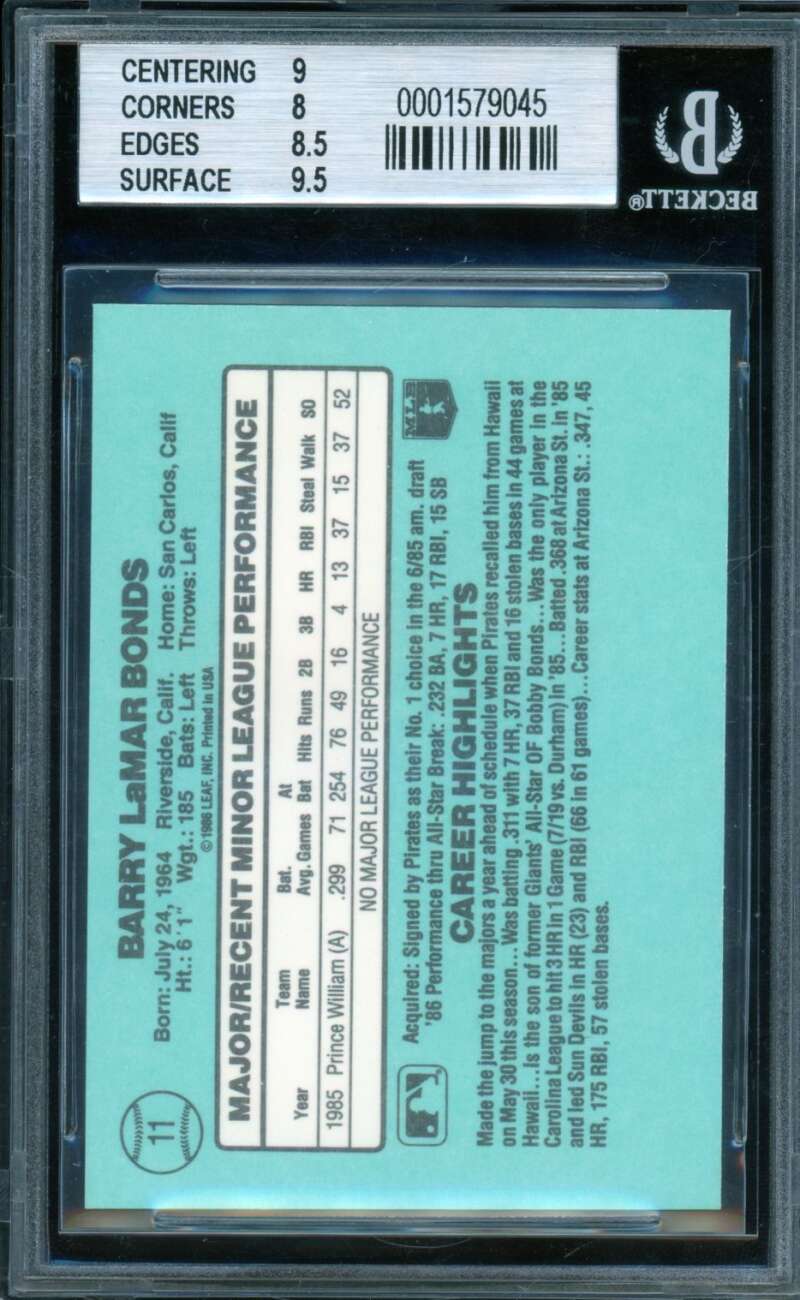 CENTERING 9
CORNERS 8
EDGES 8.5
SURFACE 9.5
0001579045
B
BECKETT®
11
BARRY LaMAR BONDS
Born: July 24, 1964 Riverside, Calif. Home: San Carlos, Calif
Ht.: 6'1" Wgt.: 185 Bats: Left Throws: Left
©1986 LEAF, INC. Printed in USA
MAJOR/RECENT MINOR LEAGUE PERFORMANCE
Team Bat. At
Year Name Avg. Games Bat Hits Runs 2B 3B HR RBI Steal Walk SO
1985 Prince William (A) .299 71 254 76 49 16 4 13 37 15 37 52
NO MAJOR LEAGUE PERFORMANCE
Acquired: Signed by Pirates as their No. 1 choice in the 6/85 am. draft
'86 Performance thru All-Star Break: .232 BA, 7 HR, 17 RBI, 15 SB
MLB
CAREER HIGHLIGHTS
Made the jump to the majors a year ahead of schedule when Pirates recalled him from Hawaii
on May 30 this season...Was batting .311 with 7 HR, 37 RBI and 16 stolen bases in 44 games at
Hawaii...Is the son of former Giants' All-Star OF Bobby Bonds...Was the only player in the
Carolina League to hit 3 HR in 1 Game (7/19 vs. Durham) in '85...Batted .368 at Arizona St. in '85
and led Sun Devils in HR (23) and RBI (66 in 61 games)...Career stats at Arizona St.: .347, 45
HR, 175 RBI, 57 stolen bases.